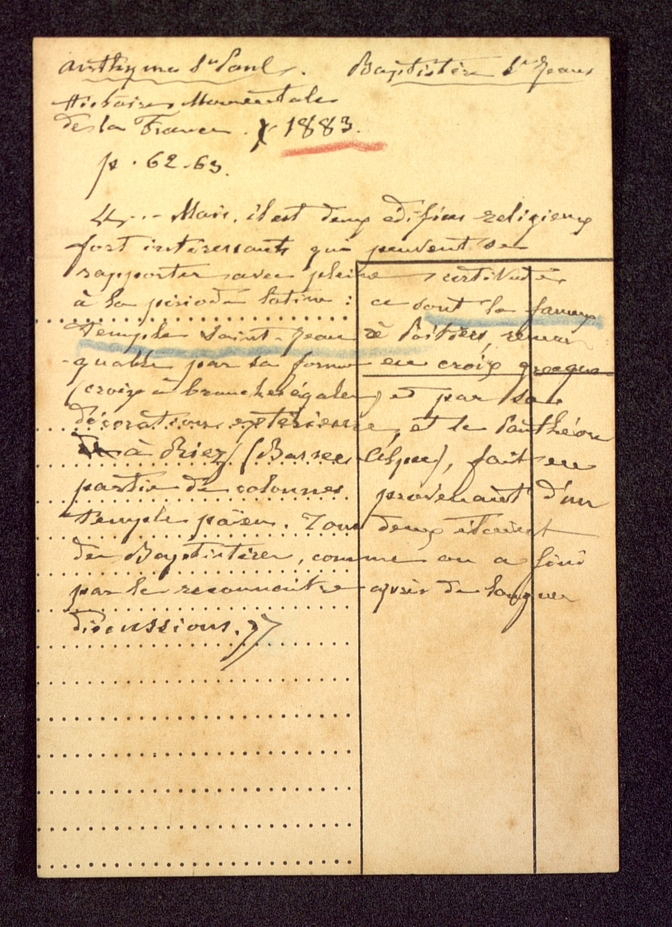 Anthyme St Paul. Baptistère St Jean
Histoire Monumentale
de la France. 1883.
p. 62-63.
"... Mais, il est deux édifices religieux
fort intéressants qui peuvent se
rapporter avec pleine certitude
à la période latine : ce sont le fameux
temple Saint-Jean de Poitiers, remar-
quable par sa forme en croix grecque
(croix à branches égales) et par sa
décoration extérieure, et le Panthéon
à Riez (Basses Alpes), fait en
partie de colonnes provenant d'un
temple païen. Tous deux étaient
des Baptistères, comme on a fini
par le reconnaître après de longues
discussions."